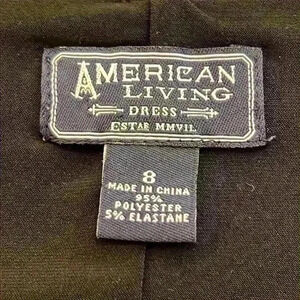 AMERICAN
LIVING
DRESS
ESTAB MMVII.
8
MADE IN CHINA
95%
POLYESTER
5% ELASTANE